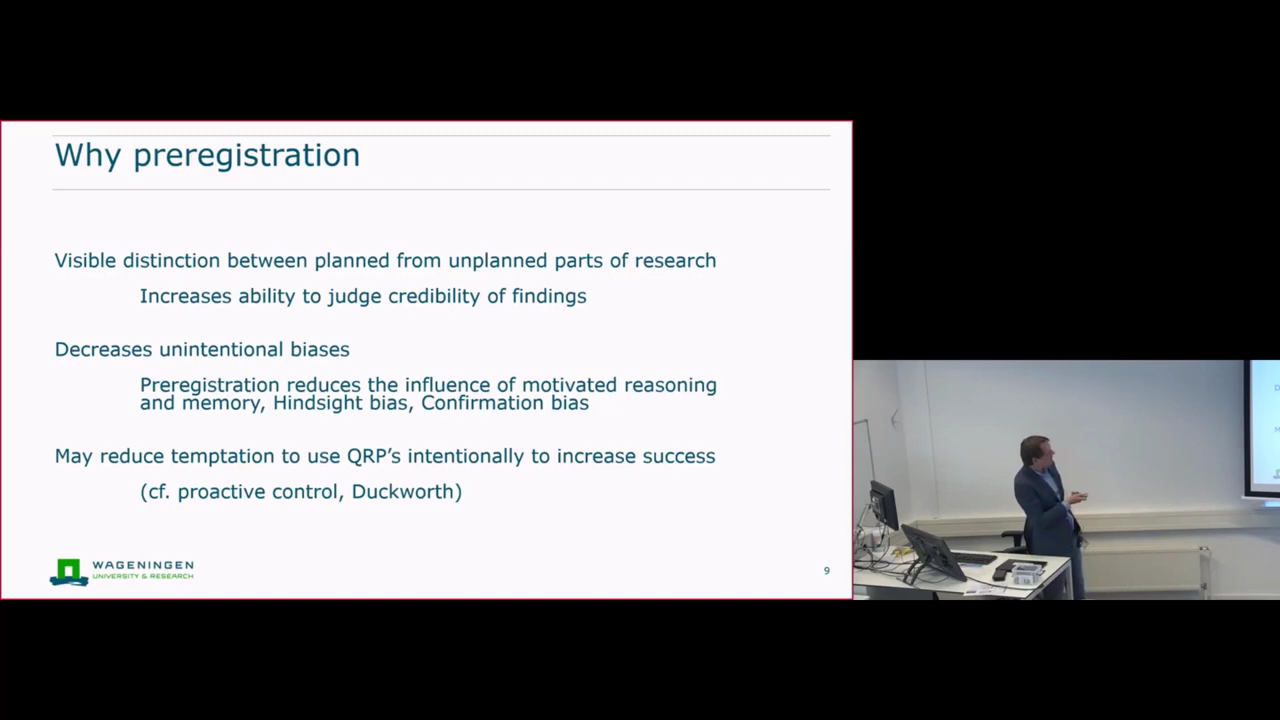 Why preregistration
Visible distinction between planned from unplanned parts of research
Increases ability to judge credibility of findings
Decreases unintentional biases
Preregistration reduces the influence of motivated reasoning
and memory, Hindsight bias, Confirmation bias
May reduce temptation to use QRP's intentionally to increase success
(cf. proactive control, Duckworth)
WAGENINGEN
UNIVERSITY & RESEARCH
9